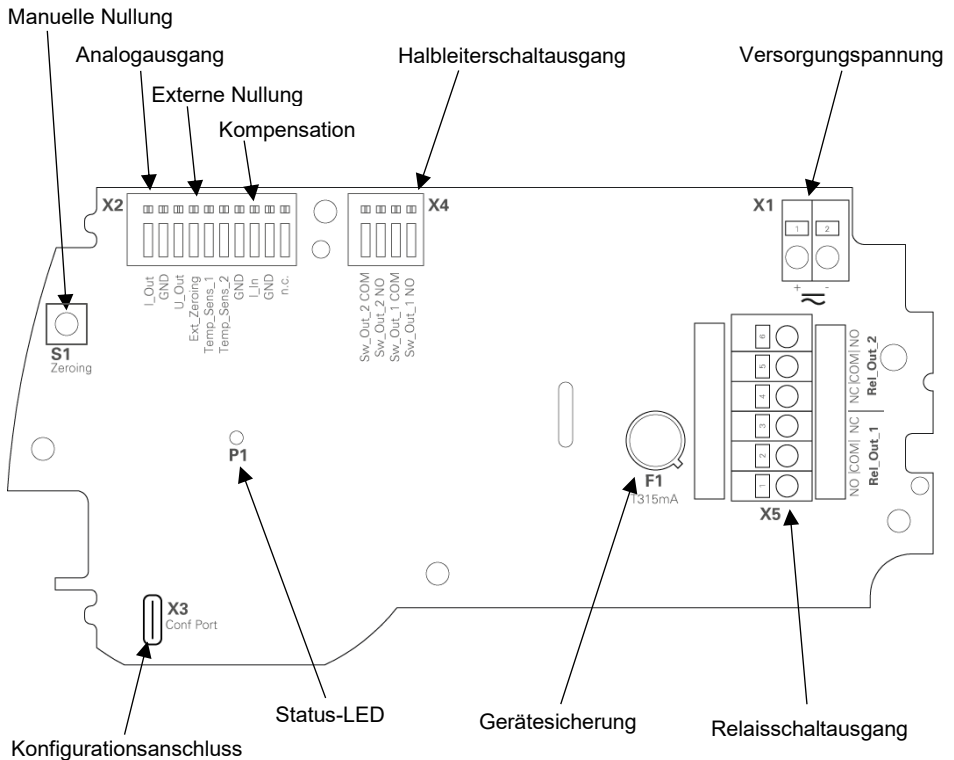 Manuelle Nullung
Analogausgang
Halbleiterschaltausgang
Versorgungspannung
Externe Nullung
Kompensation
X2
X4
X1
1
2
+
-
I_Out
GND
U_Out
Ext_Zeroing
Temp_Sens_1
Temp_Sens_2
GND
I_In
GND
n.c.
Sw_Out_2 COM
Sw_Out_2 NO
Sw_Out_1 COM
Sw_Out_1 NO
S1
Zeroing
6
5
4
3
2
1
NC |COM| NO
Rel_Out_2
NO |COM| NC
Rel_Out_1
P1
F1
T315mA
X5
X3
Conf Port
Status-LED
Gerätesicherung
Relaisschaltausgang
Konfigurationsanschluss